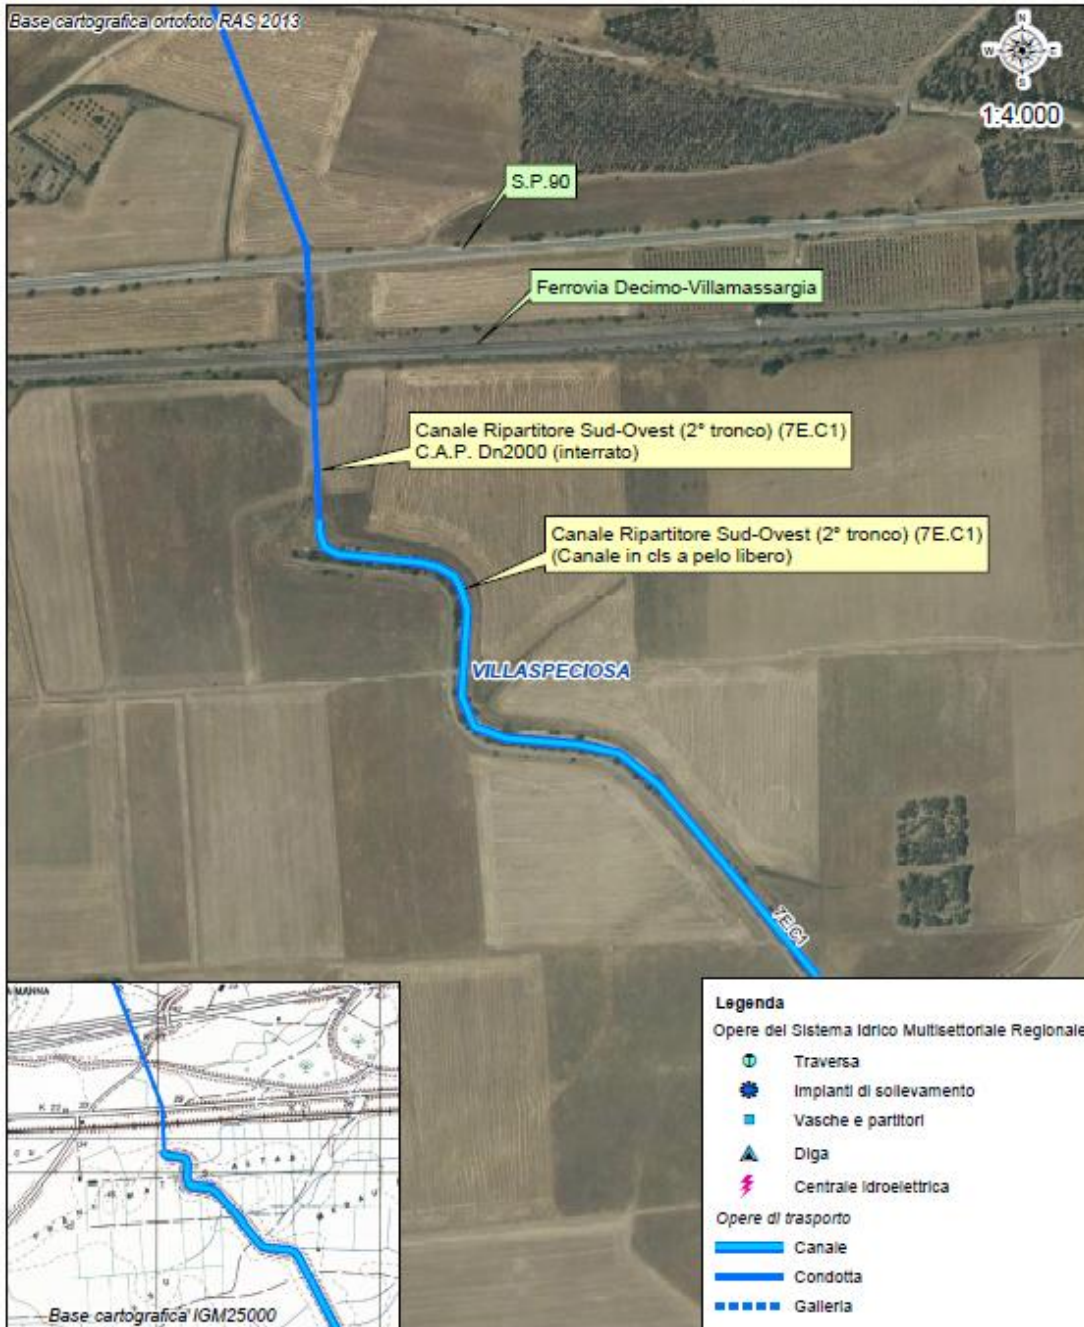 Base cartografica ortofoto RAS 2013
N
W E
S
1:4.000
S.P.90
Ferrovia Decimo-Villamassargia
Canale Ripartitore Sud-Ovest (2° tronco) (7E.C1)
C.A.P. Dn2000 (interrato)
Canale Ripartitore Sud-Ovest (2° tronco) (7E.C1)
(Canale in cls a pelo libero)
VILLASPECIOSA
7E.C1
A MANNA
K 22
Base cartografica IGM25000
Legenda
Opere del Sistema Idrico Multisettoriale Regionale
Traversa
Impianti di sollevamento
Vasche e partitori
Diga
Centrale idroelettrica
Opere di trasporto
Canale
Condotta
Galleria